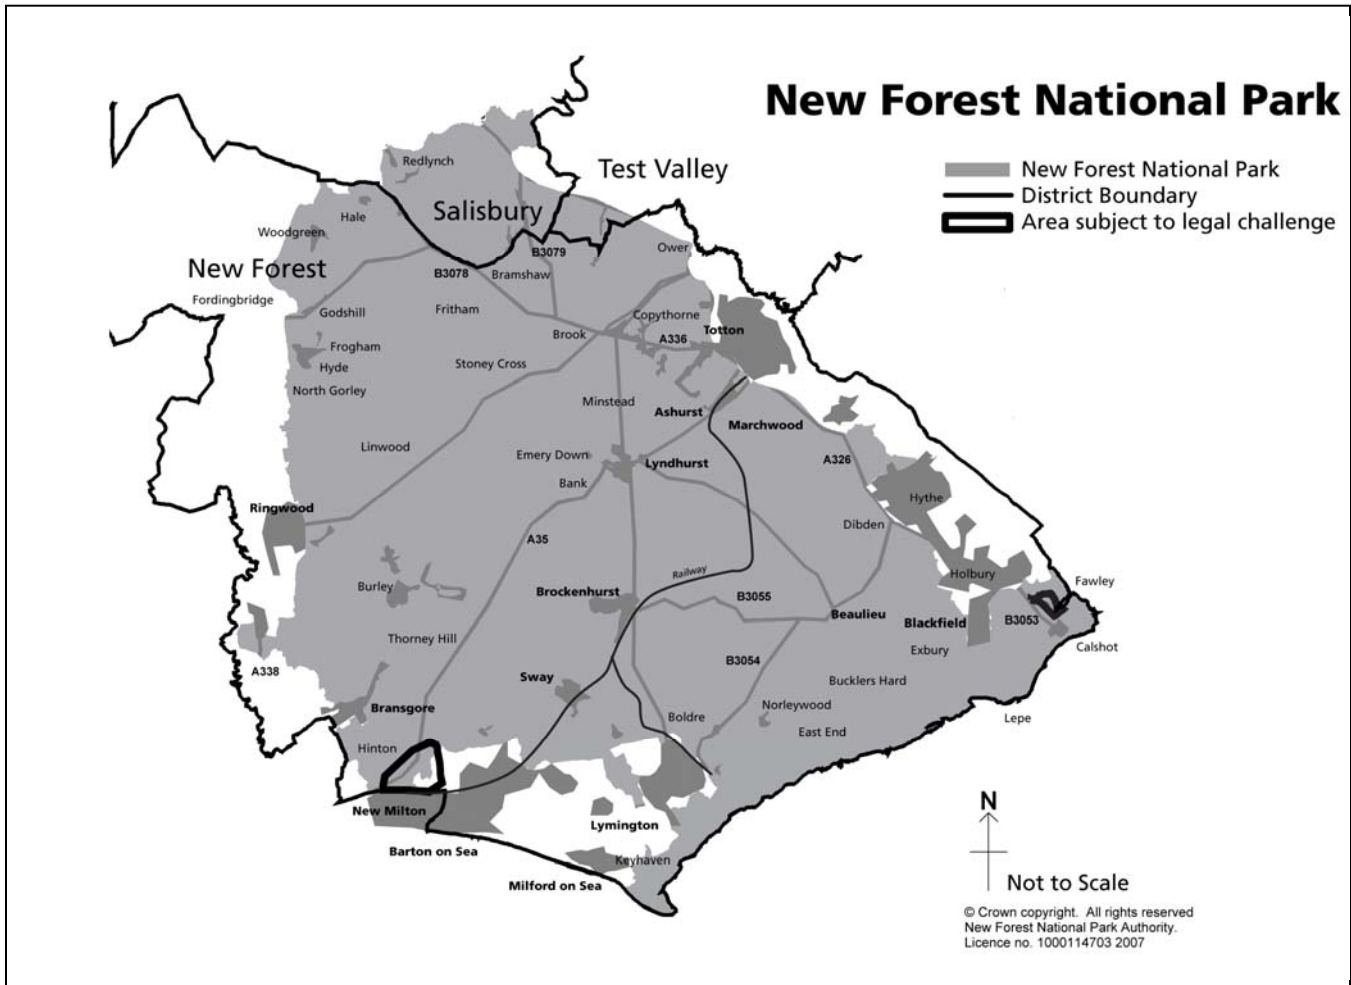 New Forest National Park
New Forest National Park
District Boundary
Area subject to legal challenge
Test Valley
Redlynch
Salisbury
Hale
Woodgreen
Ower
B3079
New Forest
B3078
Bramshaw
Fordingbridge
Godshill
Fritham
Copythorne
Brook
A336
Totton
Frogham
Hyde
Stoney Cross
North Gorley
Minstead
Ashurst
Marchwood
Linwood
Emery Down
Lyndhurst
A326
Bank
Hythe
Ringwood
Dibden
A35
Railway
Holbury
Fawley
Burley
Brockenhurst
B3055
Beaulieu
Blackfield
B3053
Thorney Hill
Exbury
Calshot
A338
B3054
Sway
Bucklers Hard
Bransgore
Norleywood
Boldre
Lepe
East End
Hinton
New Milton
Lymington
Barton on Sea
Keyhaven
Milford on Sea
N
Not to Scale
© Crown copyright. All rights reserved
New Forest National Park Authority.
Licence no. 1000114703 2007